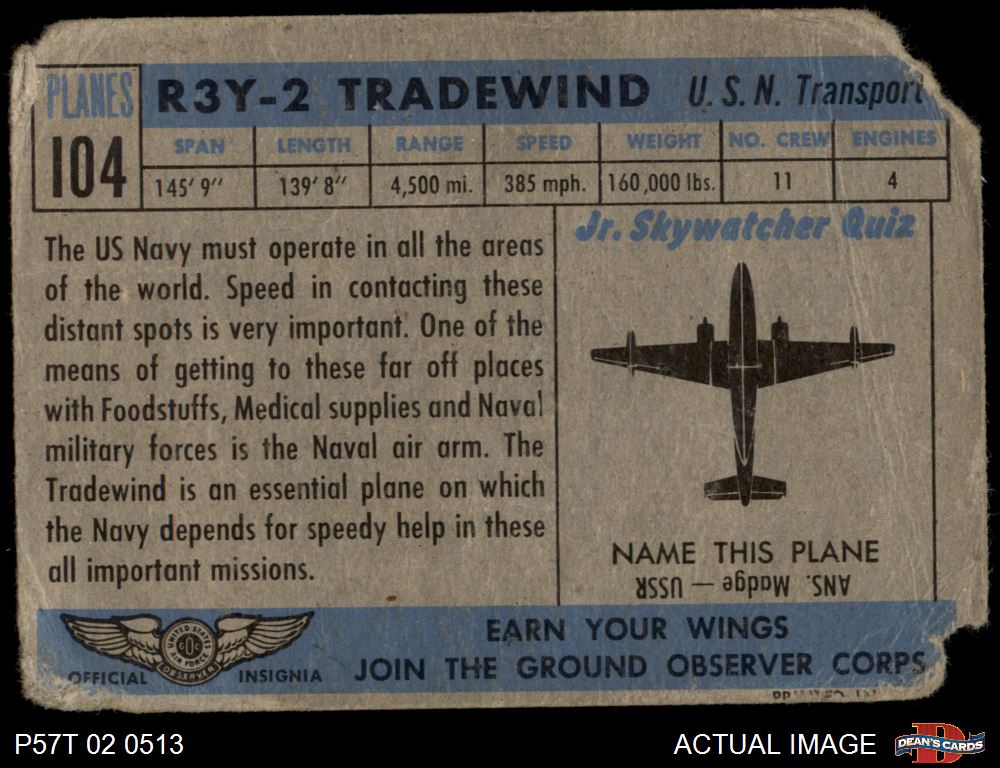 PLANES
104
R3Y-2 TRADEWIND U. S. N. Transport
SPAN LENGTH RANGE SPEED WEIGHT NO. CREW ENGINES
145' 9" 139' 8" 4,500 mi. 385 mph. 160,000 lbs. 11 4
The US Navy must operate in all the areas
of the world. Speed in contacting these
distant spots is very important. One of the
means of getting to these far off places
with Foodstuffs, Medical supplies and Naval
military forces is the Naval air arm. The
Tradewind is an essential plane on which
the Navy depends for speedy help in these
all important missions.
Jr. Skywatcher Quiz
NAME THIS PLANE
ANS. Madge — USSR
UNITED STATES
GOC
AIR FORCE
OBSERVER
OFFICIAL INSIGNIA
EARN YOUR WINGS
JOIN THE GROUND OBSERVER CORPS
P57T 02 0513
ACTUAL IMAGE
D
DEAN'S CARDS